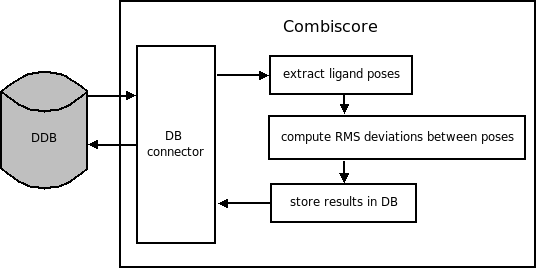 Combiscore
extract ligand poses
DDB
DB
connector
compute RMS deviations between poses
store results in DB